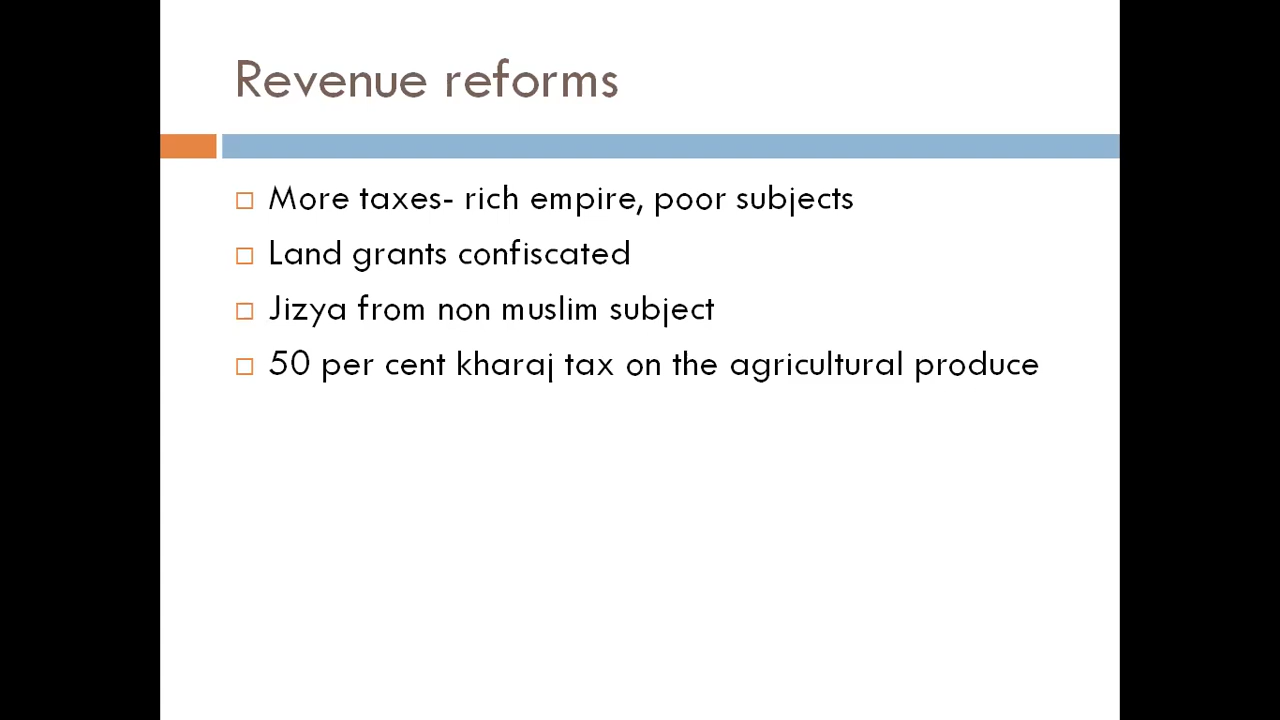 Revenue reforms
More taxes- rich empire, poor subjects
Land grants confiscated
Jizya from non muslim subject
50 per cent kharaj tax on the agricultural produce